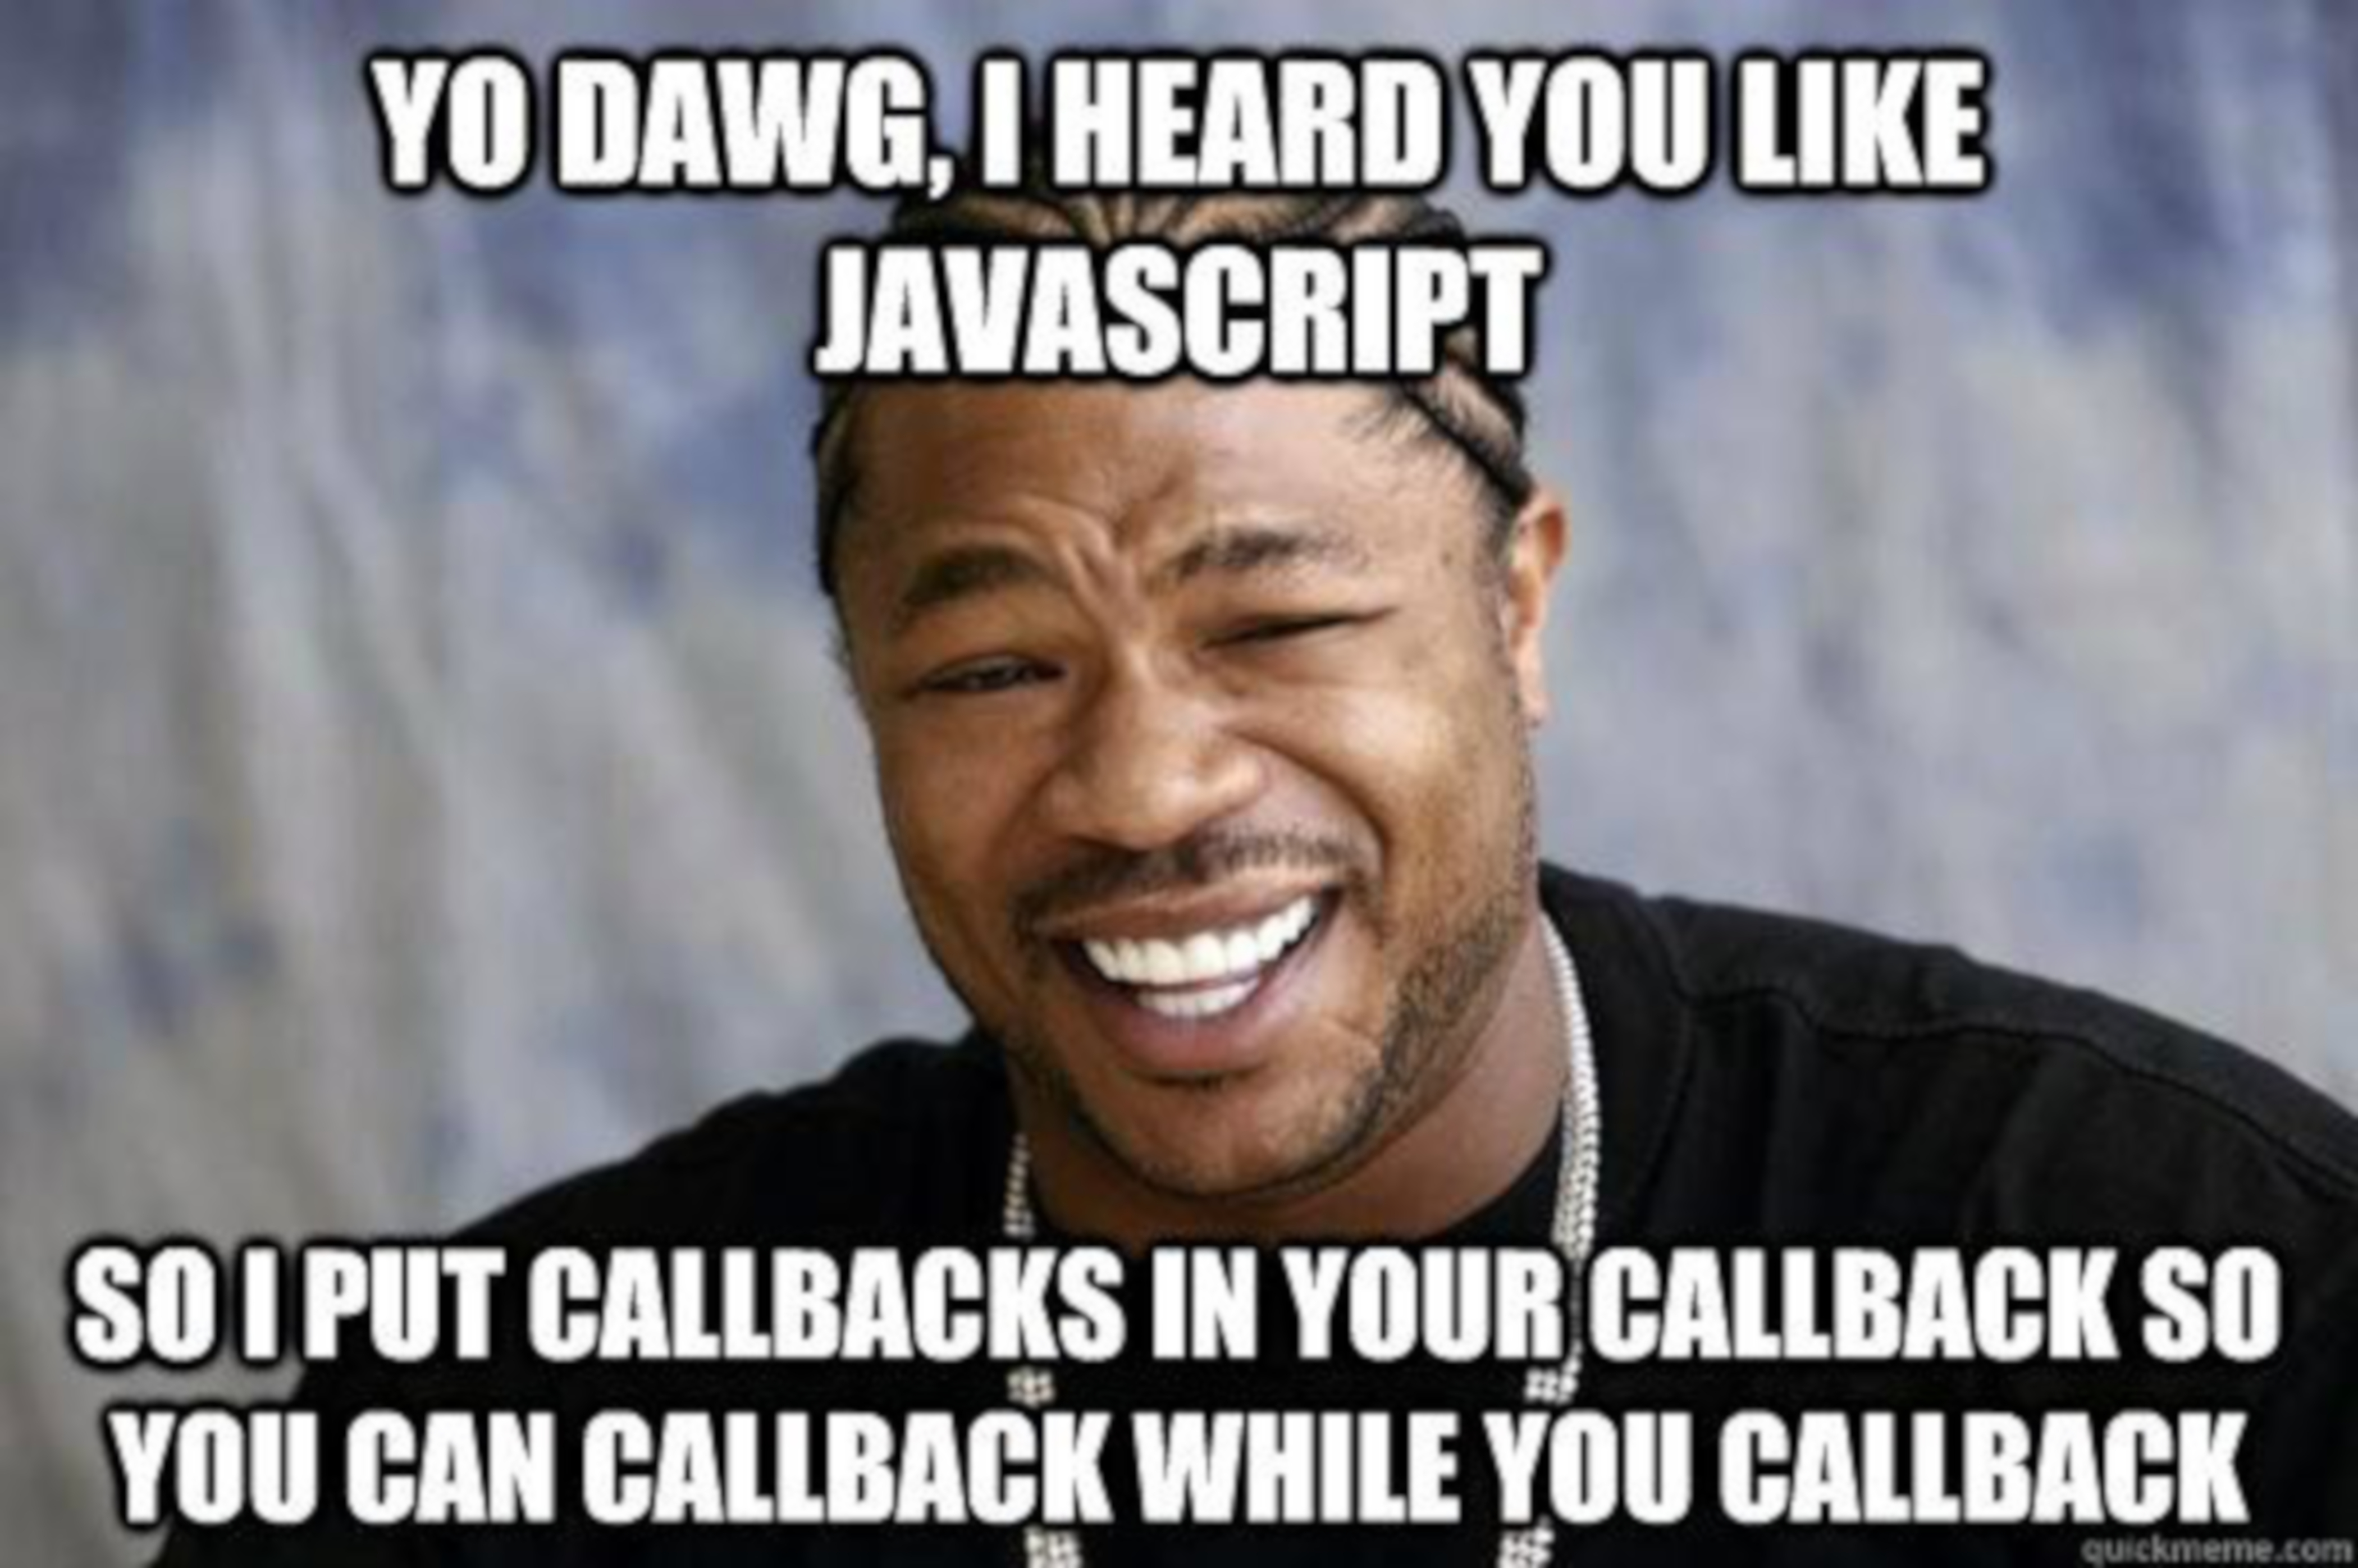 YO DAWG, I HEARD YOU LIKE
JAVASCRIPT
SO I PUT CALLBACKS IN YOUR CALLBACK SO
YOU CAN CALLBACK WHILE YOU CALLBACK
quickmeme.com